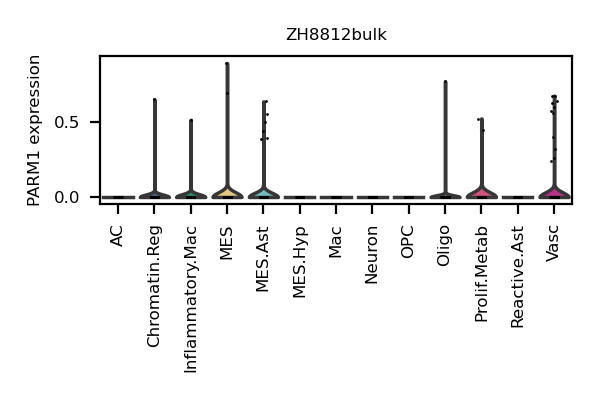 ZH8812bulk
PARM1 expression
0.5
0.0
AC
Chromatin.Reg
Inflammatory.Mac
MES
MES.Ast
MES.Hyp
Mac
Neuron
OPC
Oligo
Prolif.Metab
Reactive.Ast
Vasc